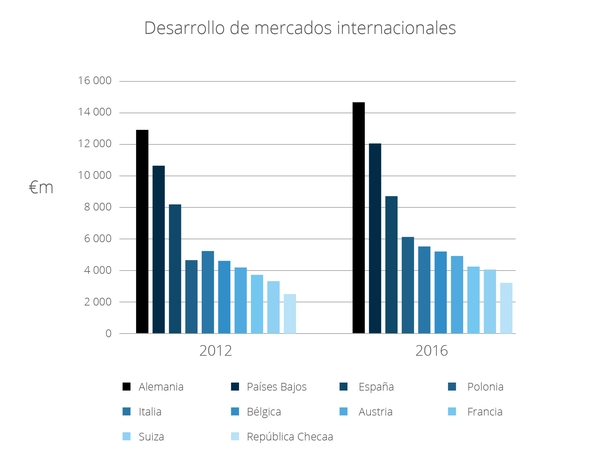 Desarrollo de mercados internacionales
16 000
14 000
12 000
10 000
8 000
6 000
4 000
2 000
0
€m
2012 2016
Alemania Países Bajos España Polonia
Italia Bélgica Austria Francia
Suiza República Checaa